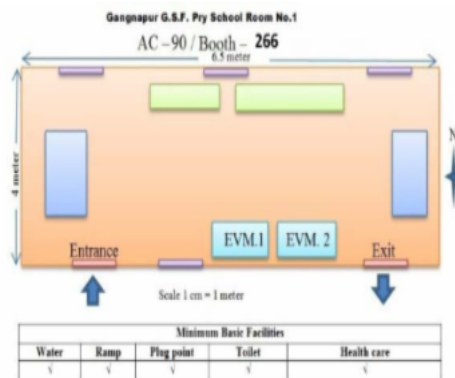 Gangnapur G.S.F. Pry School Room No.1
AC –90 / Booth – 266
6.5 meter
4 meter
N
EVM.1 EVM. 2
Entrance Exit
Scale 1 cm = 1 meter
Minimum Basic Facilities
Water Ramp Plug point Toilet Health care
√ √ √ √ √